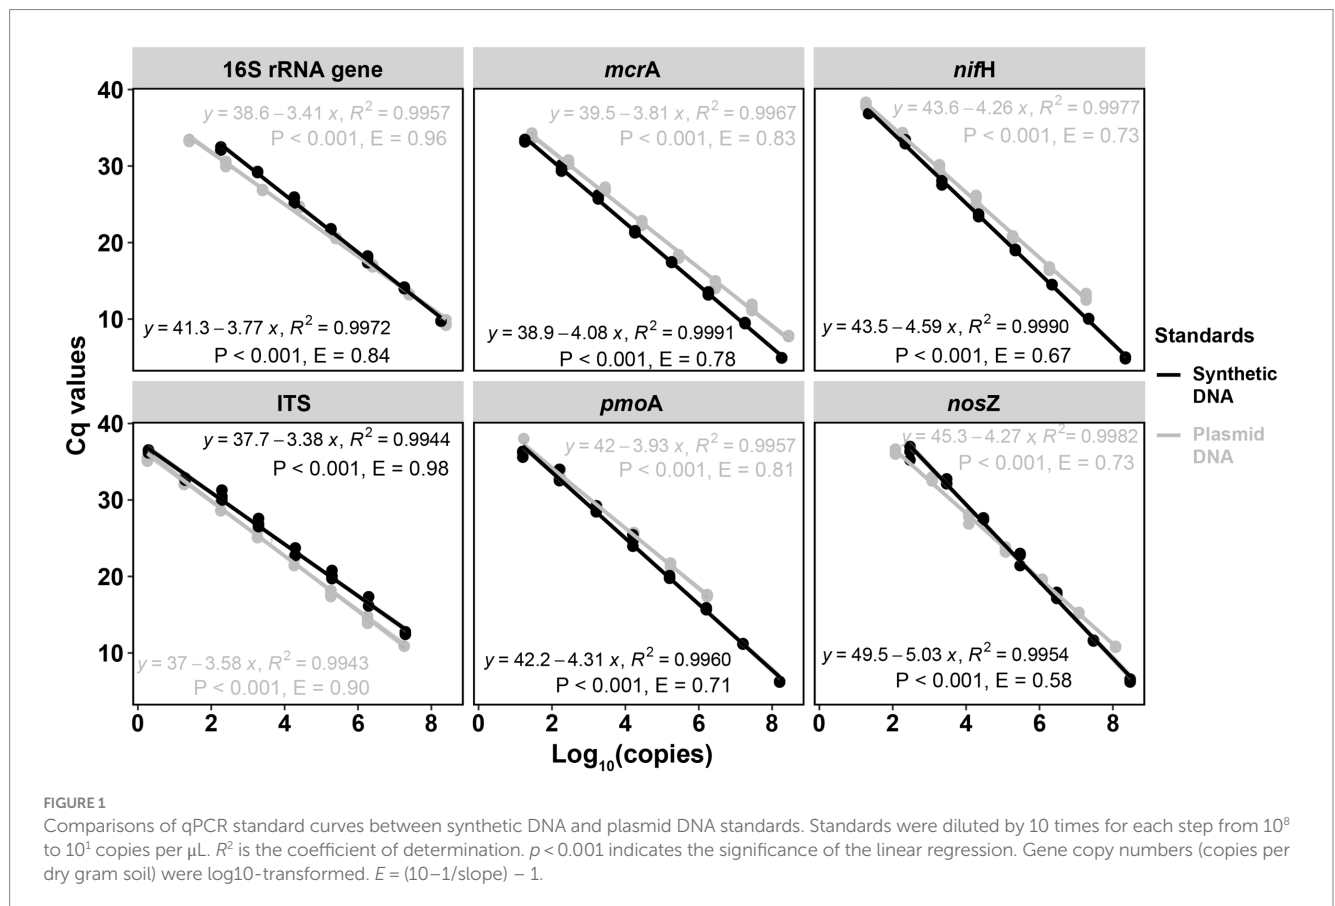 16S rRNA gene
mcrA
nifH
40
30
20
10
y = 38.6 – 3.41 x, R² = 0.9957
P < 0.001, E = 0.96
y = 41.3 – 3.77 x, R² = 0.9972
P < 0.001, E = 0.84
y = 39.5 – 3.81 x, R² = 0.9967
P < 0.001, E = 0.83
y = 38.9 – 4.08 x, R² = 0.9991
P < 0.001, E = 0.78
y = 43.6 – 4.26 x, R² = 0.9977
P < 0.001, E = 0.73
y = 43.5 – 4.59 x, R² = 0.9990
P < 0.001, E = 0.67
Cq values
Standards
Synthetic
DNA
Plasmid
DNA
ITS
pmoA
nosZ
40
30
20
10
y = 37.7 – 3.38 x, R² = 0.9944
P < 0.001, E = 0.98
y = 37 – 3.58 x, R² = 0.9943
P < 0.001, E = 0.90
y = 42 – 3.93 x, R² = 0.9957
P < 0.001, E = 0.81
y = 42.2 – 4.31 x, R² = 0.9960
P < 0.001, E = 0.71
y = 45.3 – 4.27 x R² = 0.9982
P < 0.001, E = 0.73
y = 49.5 – 5.03 x, R² = 0.9954
P < 0.001, E = 0.58
0 2 4 6 8
0 2 4 6 8
0 2 4 6 8
Log₁₀(copies)
FIGURE 1
Comparisons of qPCR standard curves between synthetic DNA and plasmid DNA standards. Standards were diluted by 10 times for each step from 10⁸
to 10¹ copies per μL. R² is the coefficient of determination. p < 0.001 indicates the significance of the linear regression. Gene copy numbers (copies per
dry gram soil) were log10-transformed. E = (10−1/slope) − 1.